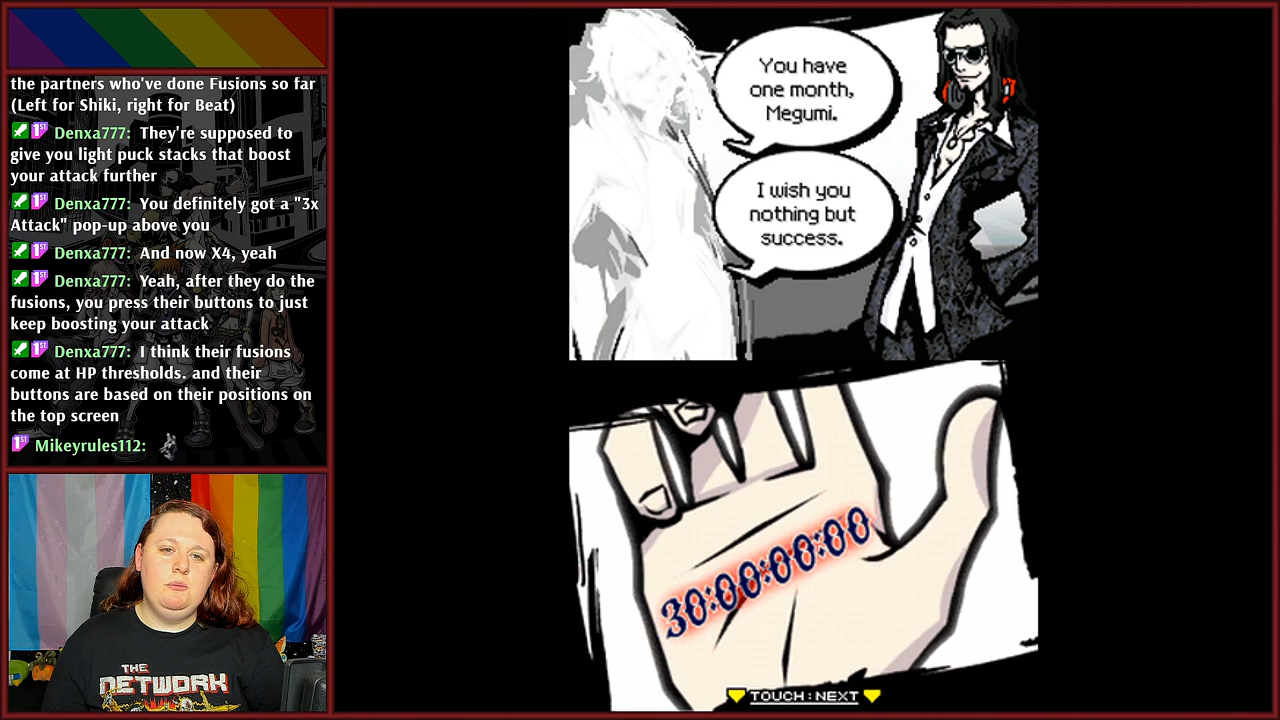 the partners who've done Fusions so far
(Left for Shiki, right for Beat)
Denxa777: They're supposed to
give you light puck stacks that boost
your attack further
Denxa777: You definitely got a "3x
Attack" pop-up above you
Denxa777: And now X4, yeah
Denxa777: Yeah, after they do the
fusions, you press their buttons to just
keep boosting your attack
Denxa777: I think their fusions
come at HP thresholds. and their
buttons are based on their positions on
the top screen
Mikeyrules112:
You have
one month,
Megumi.
I wish you
nothing but
success.
30:00:00:00
TOUCH:NEXT
THE
NETWORK